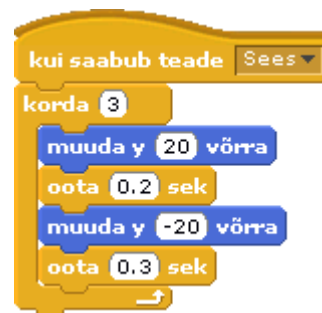 kui saabub teade Sees
korda 3
muuda y 20 võrra
oota 0.2 sek
muuda y -20 võrra
oota 0.3 sek